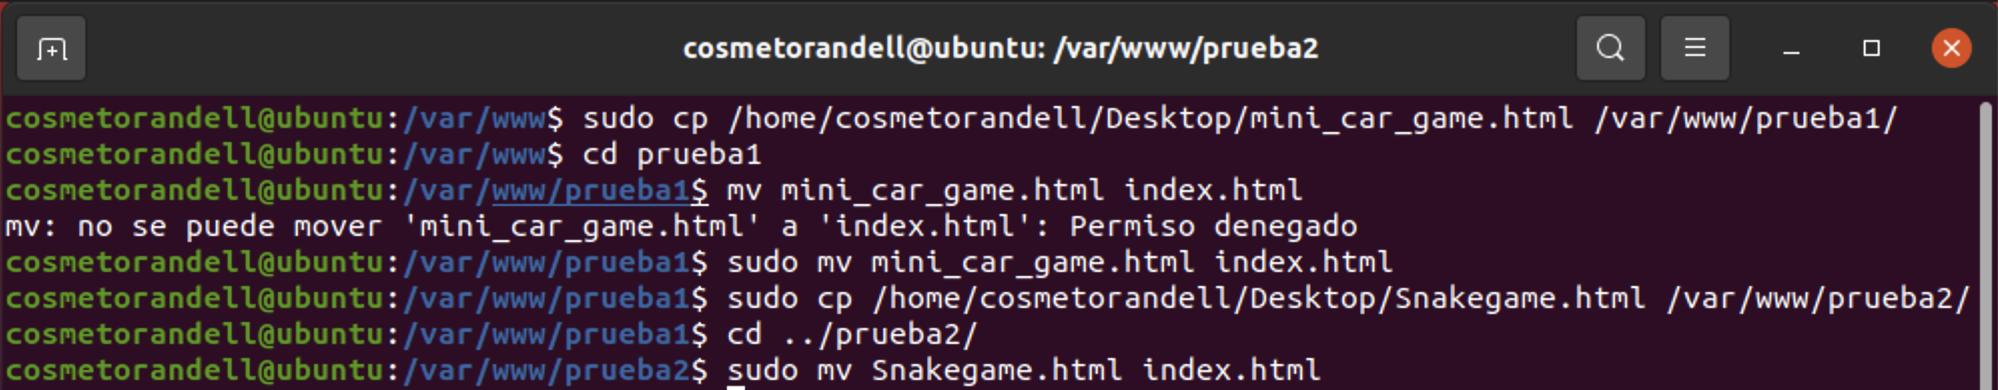 cosmetorandell@ubuntu: /var/www/prueba2
cosmetorandell@ubuntu:/var/www$ sudo cp /home/cosmetorandell/Desktop/mini_car_game.html /var/www/prueba1/
cosmetorandell@ubuntu:/var/www$ cd prueba1
cosmetorandell@ubuntu:/var/www/prueba1$ mv mini_car_game.html index.html
mv: no se puede mover 'mini_car_game.html' a 'index.html': Permiso denegado
cosmetorandell@ubuntu:/var/www/prueba1$ sudo mv mini_car_game.html index.html
cosmetorandell@ubuntu:/var/www/prueba1$ sudo cp /home/cosmetorandell/Desktop/Snakegame.html /var/www/prueba2/
cosmetorandell@ubuntu:/var/www/prueba1$ cd ../prueba2/
cosmetorandell@ubuntu:/var/www/prueba2$ sudo mv Snakegame.html index.html